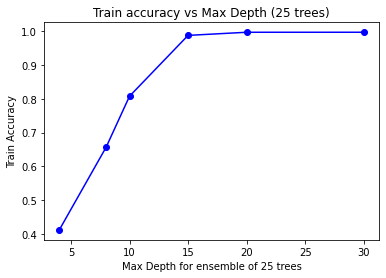 Train accuracy vs Max Depth (25 trees)
1.0
0.9
0.8
0.7
0.6
0.5
0.4
Train Accuracy
5 10 15 20 25 30
Max Depth for ensemble of 25 trees